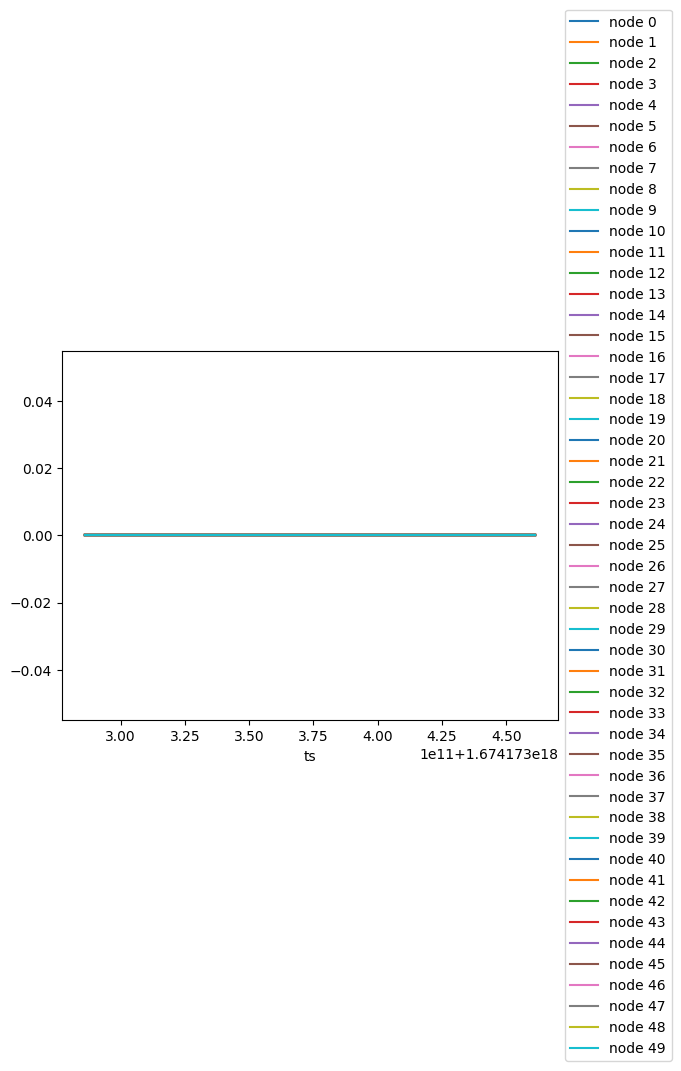 node 0
node 1
node 2
node 3
node 4
node 5
node 6
node 7
node 8
node 9
node 10
node 11
node 12
node 13
node 14
node 15
node 16
node 17
node 18
node 19
node 20
node 21
node 22
node 23
node 24
node 25
node 26
node 27
node 28
node 29
node 30
node 31
node 32
node 33
node 34
node 35
node 36
node 37
node 38
node 39
node 40
node 41
node 42
node 43
node 44
node 45
node 46
node 47
node 48
node 49
0.04
0.02
0.00
−0.02
−0.04
3.00 3.25 3.50 3.75 4.00 4.25 4.50
ts
1e11+1.674173e18